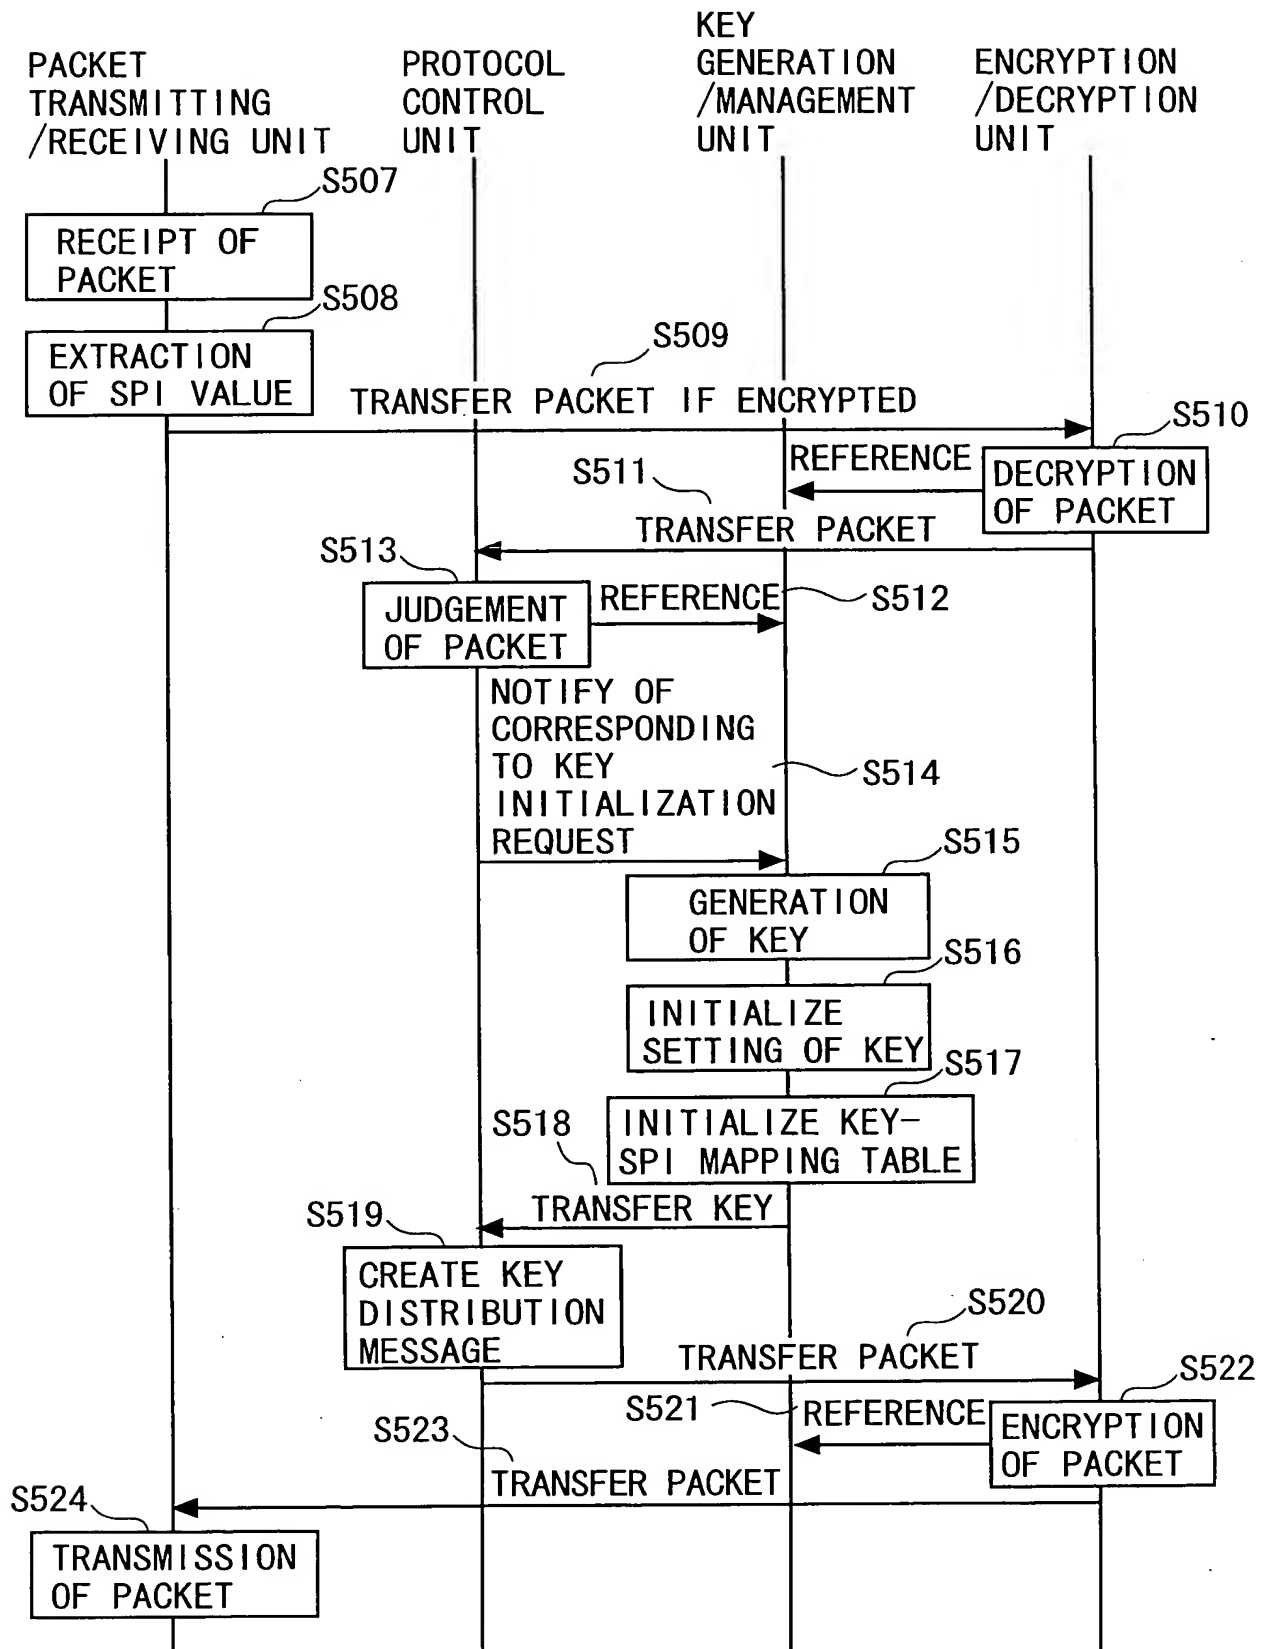 PACKET
TRANSMITTING
/RECEIVING UNIT
PROTOCOL
CONTROL
UNIT
KEY
GENERATION
/MANAGEMENT
UNIT
ENCRYPTION
/DECRYPTION
UNIT
S507
RECEIPT OF
PACKET
S508
EXTRACTION
OF SPI VALUE
S509
TRANSFER PACKET IF ENCRYPTED
S510
REFERENCE
DECRYPTION
OF PACKET
S511
TRANSFER PACKET
S513
JUDGEMENT
OF PACKET
REFERENCE
S512
NOTIFY OF
CORRESPONDING
TO KEY
INITIALIZATION
REQUEST
S514
S515
GENERATION
OF KEY
S516
INITIALIZE
SETTING OF KEY
S517
INITIALIZE KEY-
SPI MAPPING TABLE
S518
TRANSFER KEY
S519
CREATE KEY
DISTRIBUTION
MESSAGE
S520
TRANSFER PACKET
S522
S521
REFERENCE
ENCRYPTION
OF PACKET
S523
TRANSFER PACKET
S524
TRANSMISSION
OF PACKET